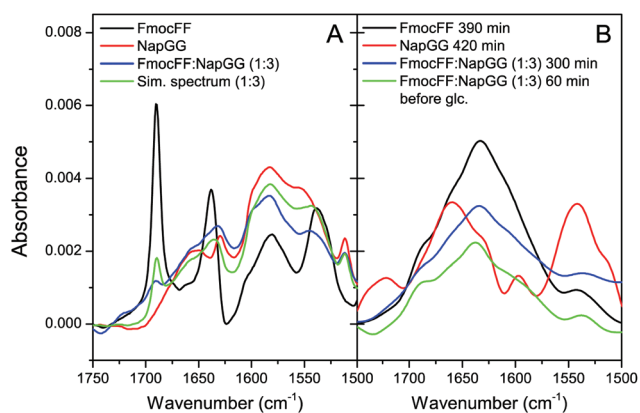 FmocFF
NapGG
FmocFF:NapGG (1:3)
Sim. spectrum (1:3)
A
FmocFF 390 min
NapGG 420 min
FmocFF:NapGG (1:3) 300 min
FmocFF:NapGG (1:3) 60 min
before glc.
B
Absorbance
0.008
0.006
0.004
0.002
0.000
1750 1700 1650 1600 1550 1500 1700 1650 1600 1550 1500
Wavenumber (cm⁻¹) Wavenumber (cm⁻¹)